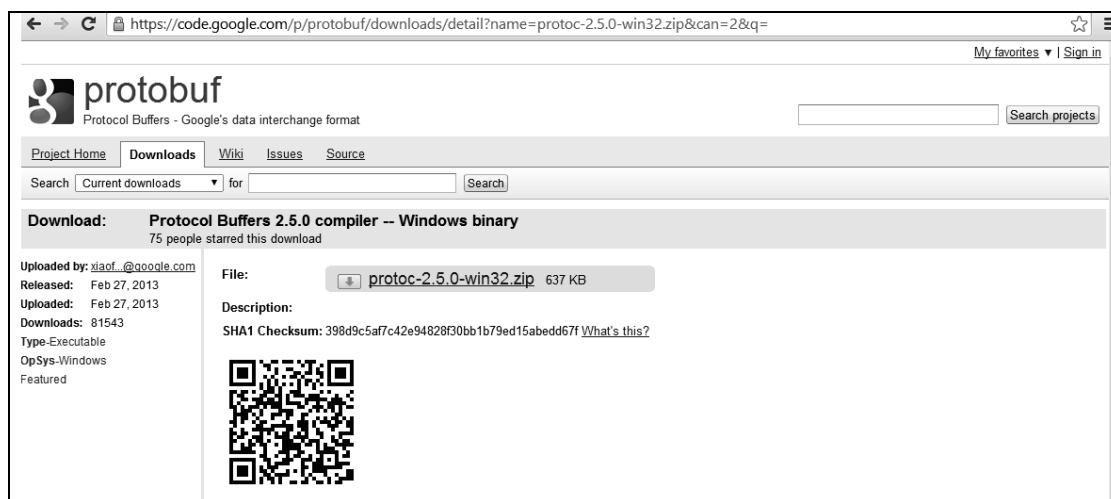 https://code.google.com/p/protobuf/downloads/detail?name=protoc-2.5.0-win32.zip&can=2&q=
My favorites ▼ | Sign in
protobuf
Protocol Buffers - Google's data interchange format
Search projects
Project Home Downloads Wiki Issues Source
Search Current downloads ▼ for Search
Download: Protocol Buffers 2.5.0 compiler -- Windows binary
75 people starred this download
Uploaded by: xiaof...@google.com
Released: Feb 27, 2013
Uploaded: Feb 27, 2013
Downloads: 81543
Type-Executable
OpSys-Windows
Featured
File: protoc-2.5.0-win32.zip 637 KB
Description:
SHA1 Checksum: 398d9c5af7c42e94828f30bb1b79ed15abedd67f What's this?